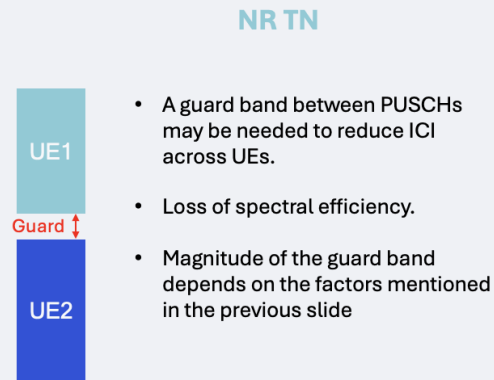 NR TN
• A guard band between PUSCHs
may be needed to reduce ICI
across UEs.
UE1
• Loss of spectral efficiency.
Guard
• Magnitude of the guard band
depends on the factors mentioned
in the previous slide
UE2